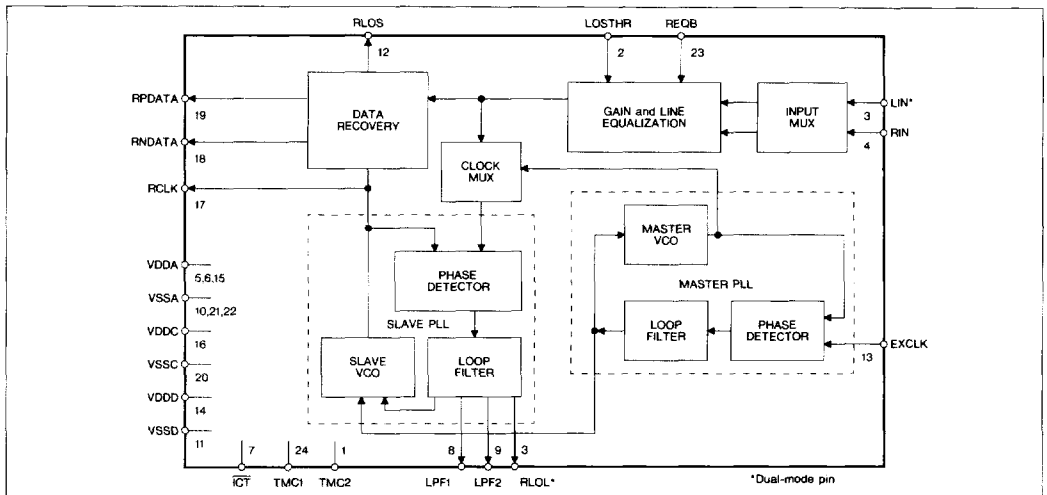 RLOS
LOSTHR
REQB
12
2
23
RPDATA
19
RNDATA
18
RCLK
17
DATA
RECOVERY
GAIN and LINE
EQUALIZATION
INPUT
MUX
LIN*
3
RIN
4
CLOCK
MUX
MASTER
VCO
MASTER PLL
LOOP
FILTER
PHASE
DETECTOR
EXCLK
13
PHASE
DETECTOR
SLAVE PLL
SLAVE
VCO
LOOP
FILTER
VDDA
5,6,15
VSSA
10,21,22
VDDC
16
VSSC
20
VDDD
14
VSSD
11
7
24
1
8
9
3
ICT
TMC1
TMC2
LPF1
LPF2
RLOL*
*Dual-mode pin